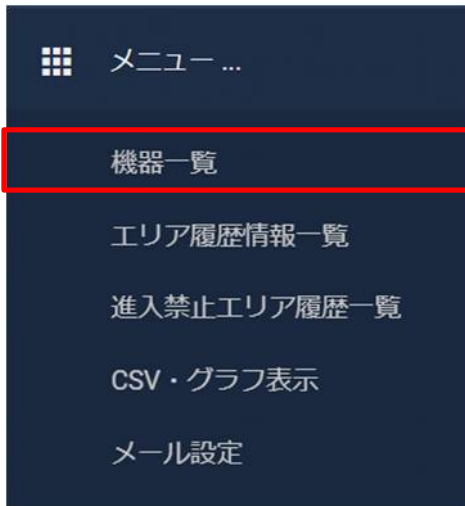 メニュー ...
機器一覧
エリア履歴情報一覧
進入禁止エリア履歴一覧
CSV・グラフ表示
メール設定